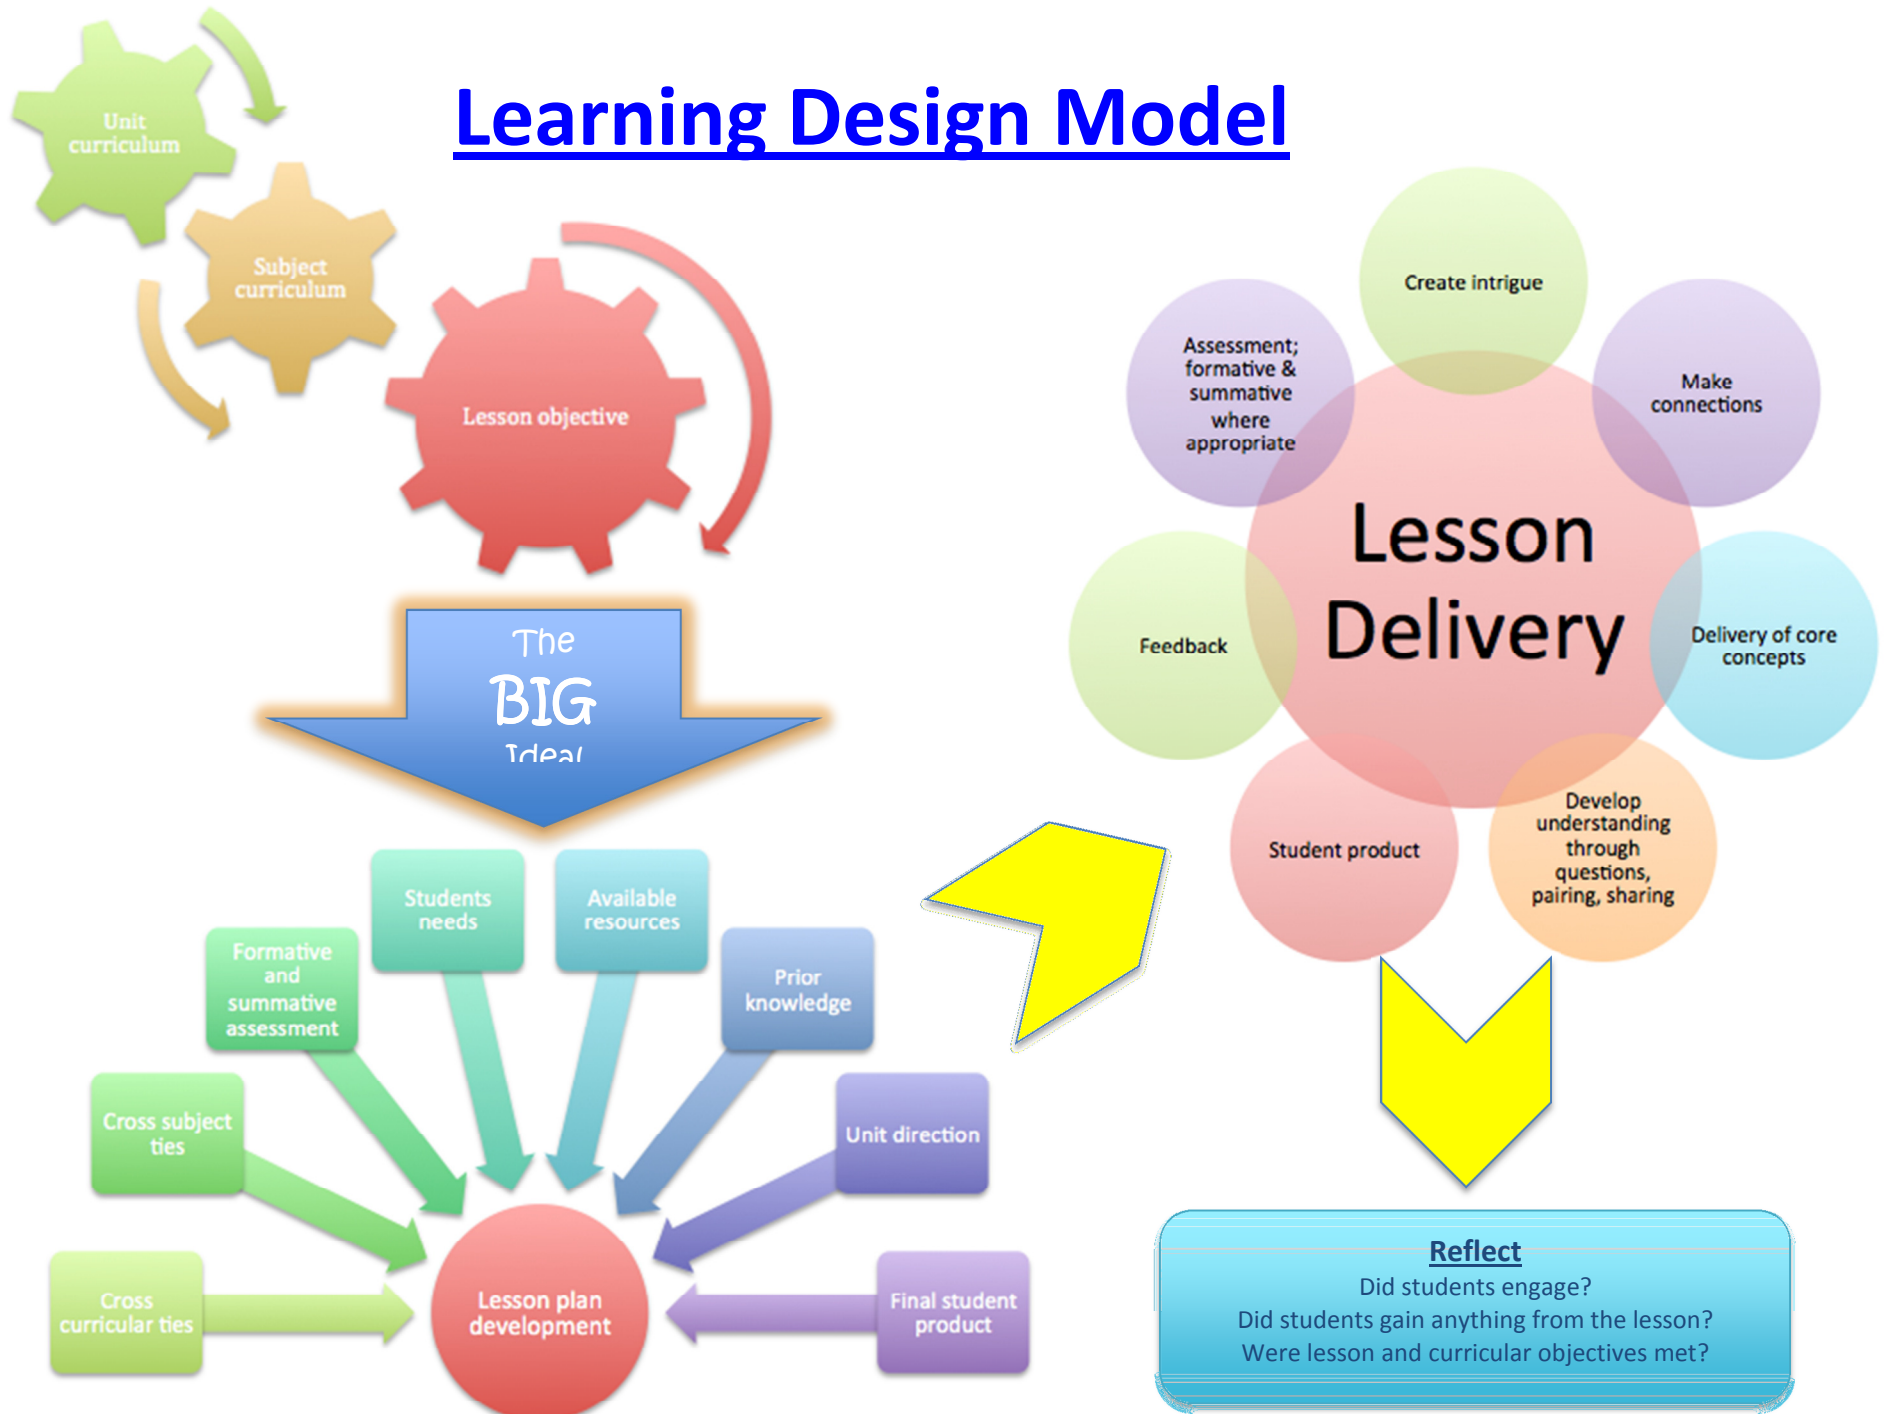 Learning Design Model
Unit
curriculum
Subject
curriculum
Lesson objective
The
BIG
Idea!
Students
needs
Available
resources
Formative
and
summative
assessment
Prior
knowledge
Cross subject
ties
Unit direction
Cross
curricular ties
Final student
product
Lesson plan
development
Create intrigue
Assessment;
formative &
summative
where
appropriate
Make
connections
Lesson
Delivery
Feedback
Delivery of core
concepts
Student product
Develop
understanding
through
questions,
pairing, sharing
Reflect
Did students engage?
Did students gain anything from the lesson?
Were lesson and curricular objectives met?